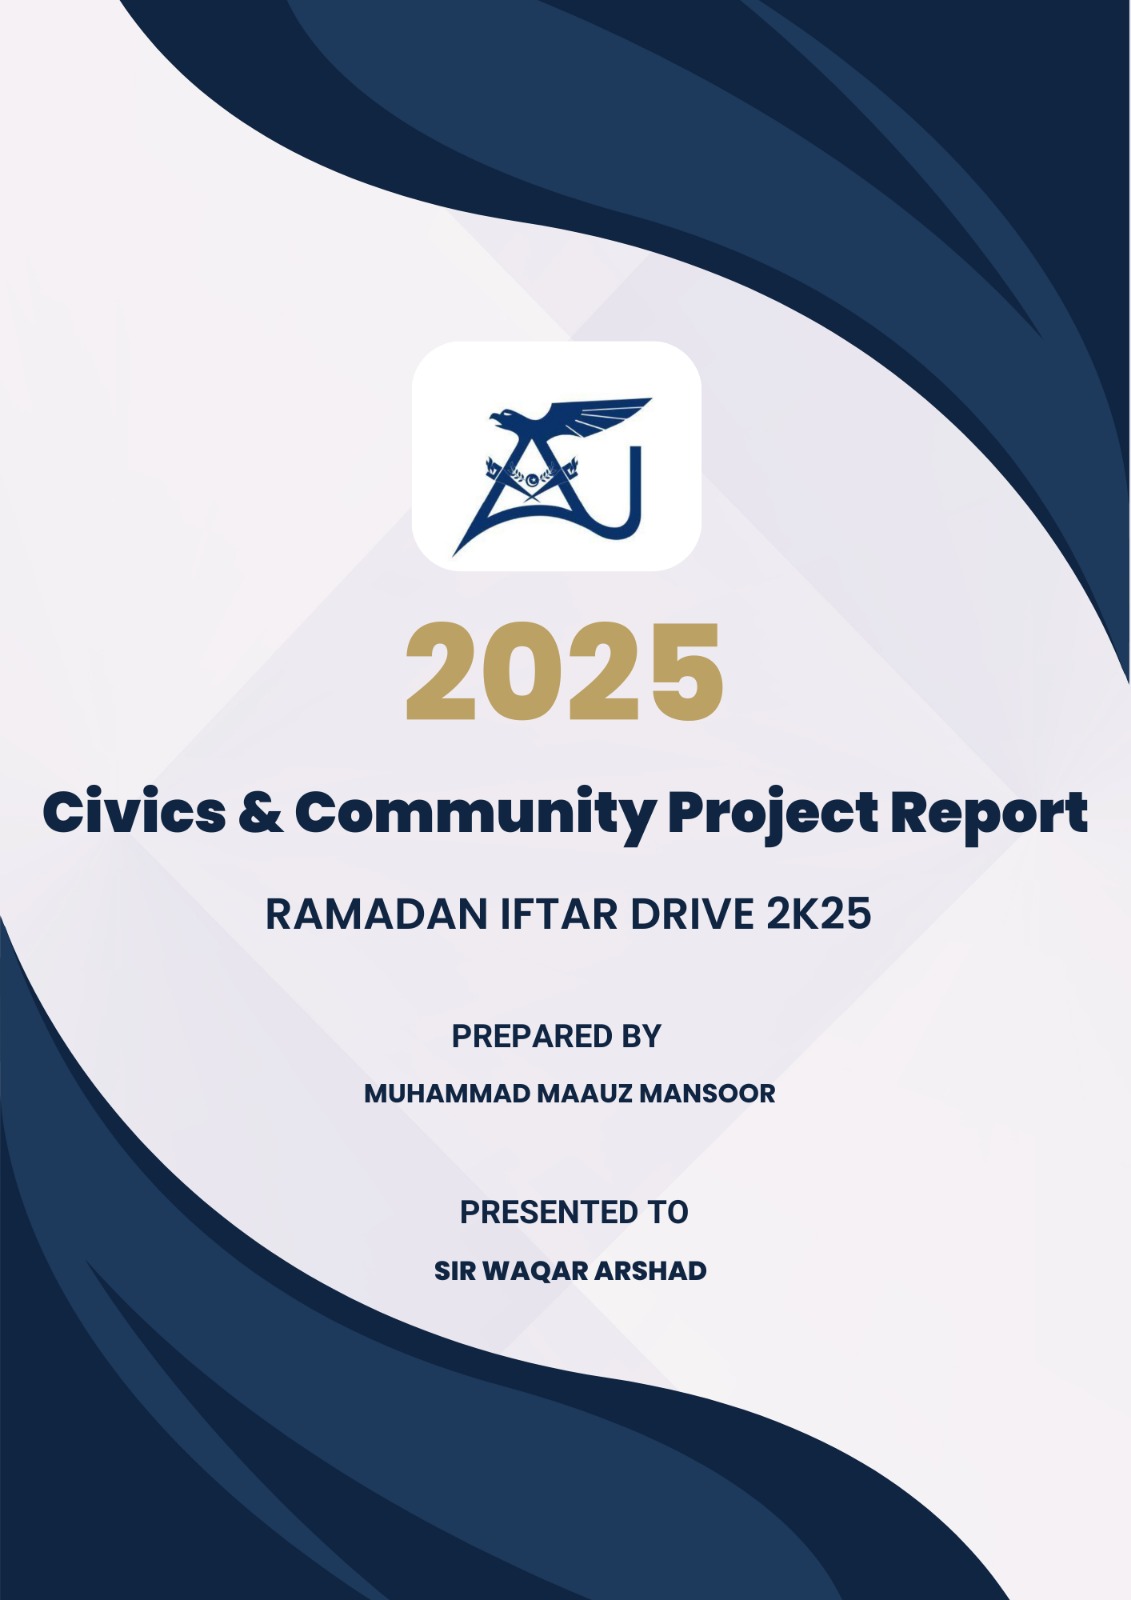 2025
Civics & Community Project Report
RAMADAN IFTAR DRIVE 2K25
PREPARED BY
MUHAMMAD MAAUZ MANSOOR
PRESENTED TO
SIR WAQAR ARSHAD